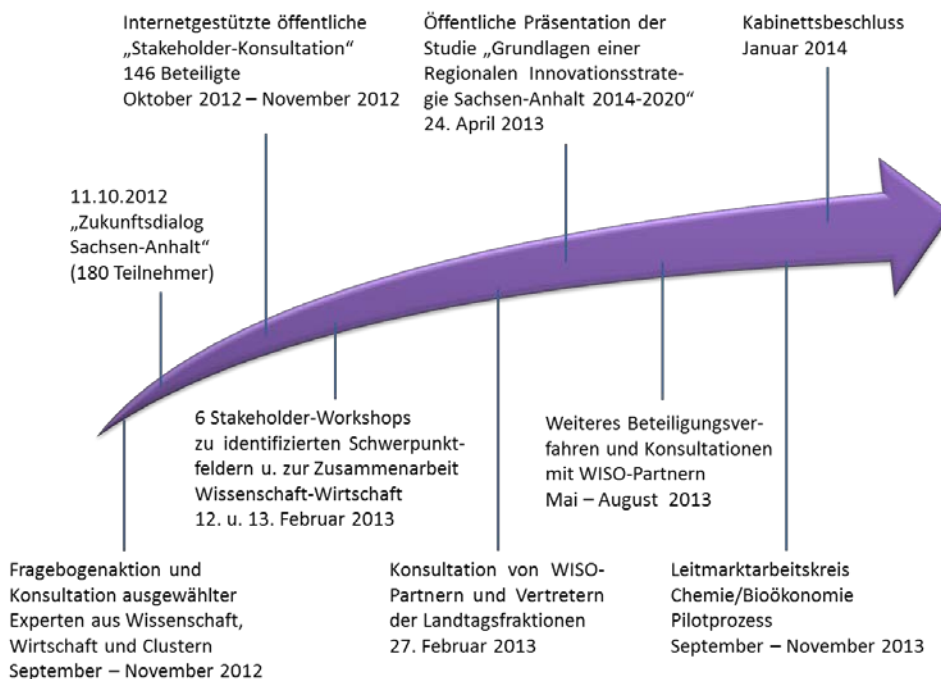 Internetgestützte öffentliche
„Stakeholder-Konsultation“
146 Beteiligte
Oktober 2012 – November 2012
Öffentliche Präsentation der
Studie „Grundlagen einer
Regionalen Innovationsstrate-
gie Sachsen-Anhalt 2014-2020“
24. April 2013
Kabinettsbeschluss
Januar 2014
11.10.2012
„Zukunftsdialog
Sachsen-Anhalt“
(180 Teilnehmer)
6 Stakeholder-Workshops
zu identifizierten Schwerpunkt-
feldern u. zur Zusammenarbeit
Wissenschaft-Wirtschaft
12. u. 13. Februar 2013
Weiteres Beteiligungsver-
fahren und Konsultationen
mit WISO-Partnern
Mai – August 2013
Fragebogenaktion und
Konsultation ausgewählter
Experten aus Wissenschaft,
Wirtschaft und Clustern
September – November 2012
Konsultation von WISO-
Partnern und Vertretern
der Landtagsfraktionen
27. Februar 2013
Leitmarktarbeitskreis
Chemie/Bioökonomie
Pilotprozess
September – November 2013